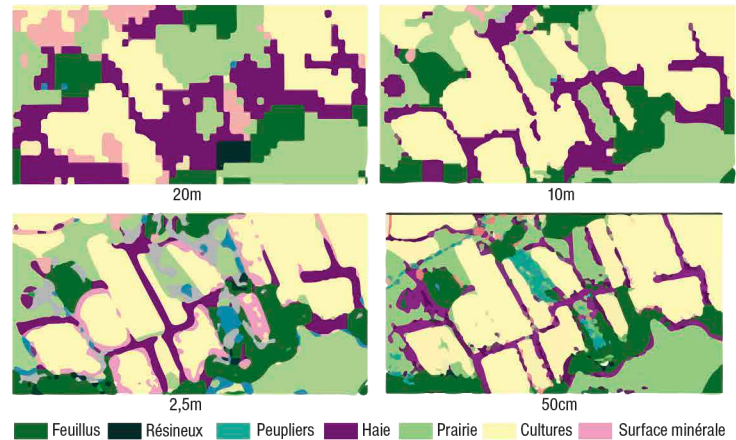 20m
10m
2,5m
50cm
Feuillus
Résineux
Peupliers
Haie
Prairie
Cultures
Surface minérale